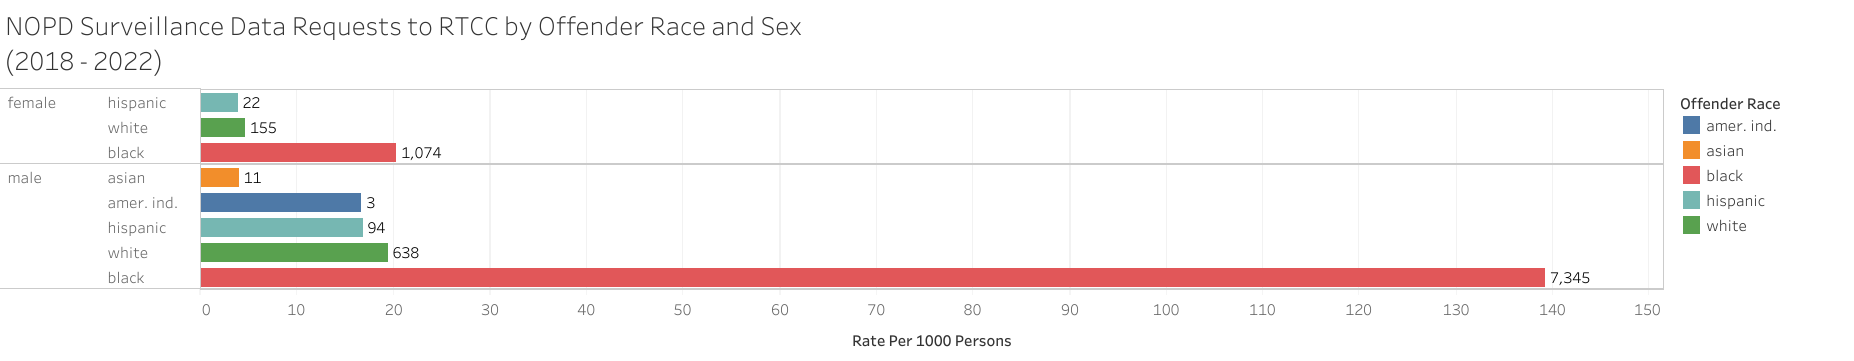 NOPD Surveillance Data Requests to RTCC by Offender Race and Sex
(2018 - 2022)
female hispanic 22
white 155
black 1,074
male asian 11
amer. ind. 3
hispanic 94
white 638
black 7,345
0 10 20 30 40 50 60 70 80 90 100 110 120 130 140 150
Rate Per 1000 Persons
Offender Race
amer. ind.
asian
black
hispanic
white